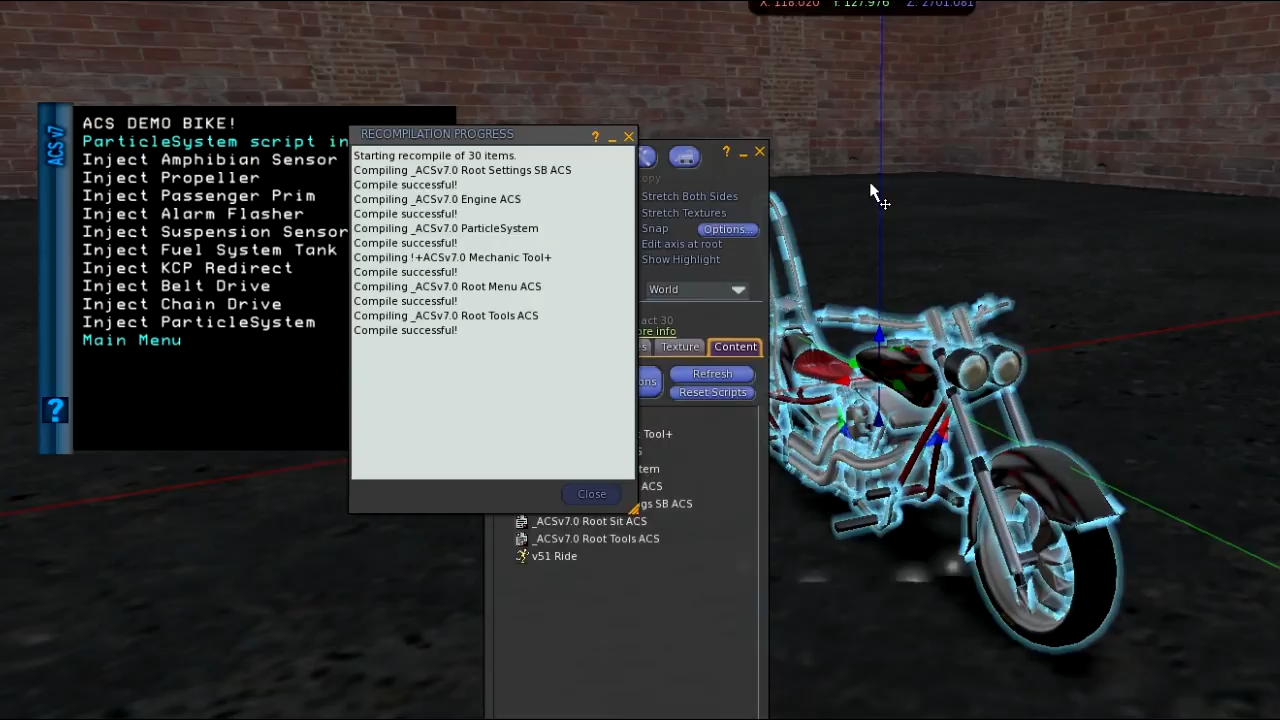 X: 118.020 Y: 127.976 Z: 2701.081
ACS v7
ACS DEMO BIKE!
ParticleSystem script in
Inject Amphibian Sensor
Inject Propeller
Inject Passenger Prim
Inject Alarm Flasher
Inject Suspension Sensor
Inject Fuel System Tank
Inject KCP Redirect
Inject Belt Drive
Inject Chain Drive
Inject ParticleSystem
Main Menu
?
RECOMPILATION PROGRESS
? _
Starting recompile of 30 items.
Compiling _ACSv7.0 Root Settings SB ACS
Compile successful!
Compiling _ACSv7.0 Engine ACS
Compile successful!
Compiling _ACSv7.0 ParticleSystem
Compile successful!
Compiling !+ACSv7.0 Mechanic Tool+
Compile successful!
Compiling _ACSv7.0 Root Menu ACS
Compile successful!
Compiling _ACSv7.0 Root Tools ACS
Compile successful!
Close
? _
opy
Stretch Both Sides
Stretch Textures
Snap Options...
Edit axis at root
Show Highlight
World
act 30
ore info
s Texture Content
ons Refresh
Reset Scripts
Tool+
S
tem
ACS
gs SB ACS
_ACSv7.0 Root Sit ACS
_ACSv7.0 Root Tools ACS
v51 Ride